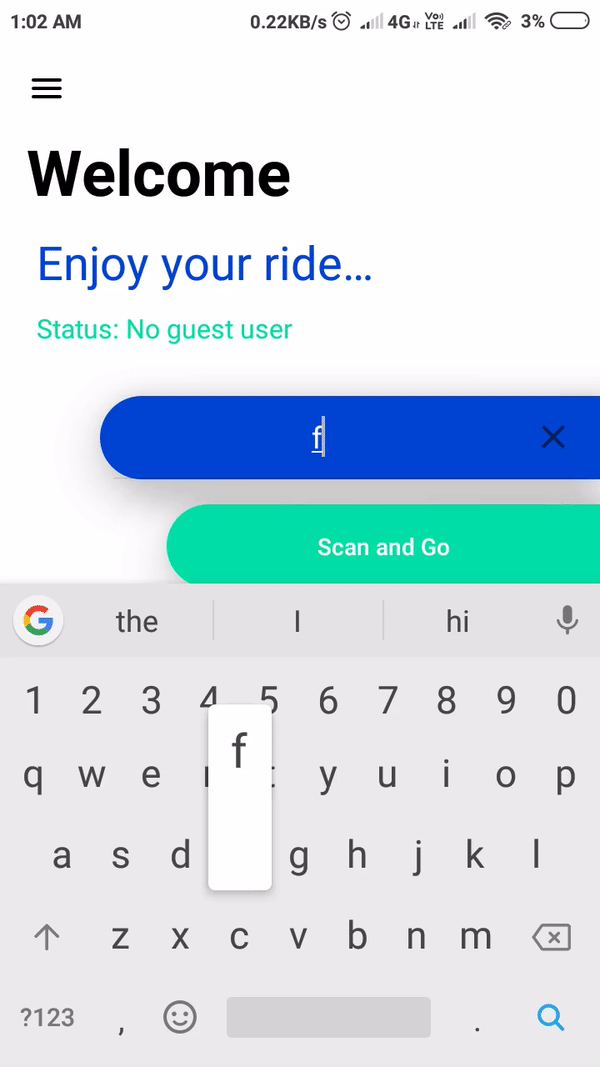 1:02 AM 0.22KB/s 4G Vo) LTE 3%
Welcome
Enjoy your ride...
Status: No guest user
f
Scan and Go
G the I hi
1 2 3 4 5 6 7 8 9 0
q w e y u i o p
f
a s d g h j k l
z x c v b n m
?123 , .